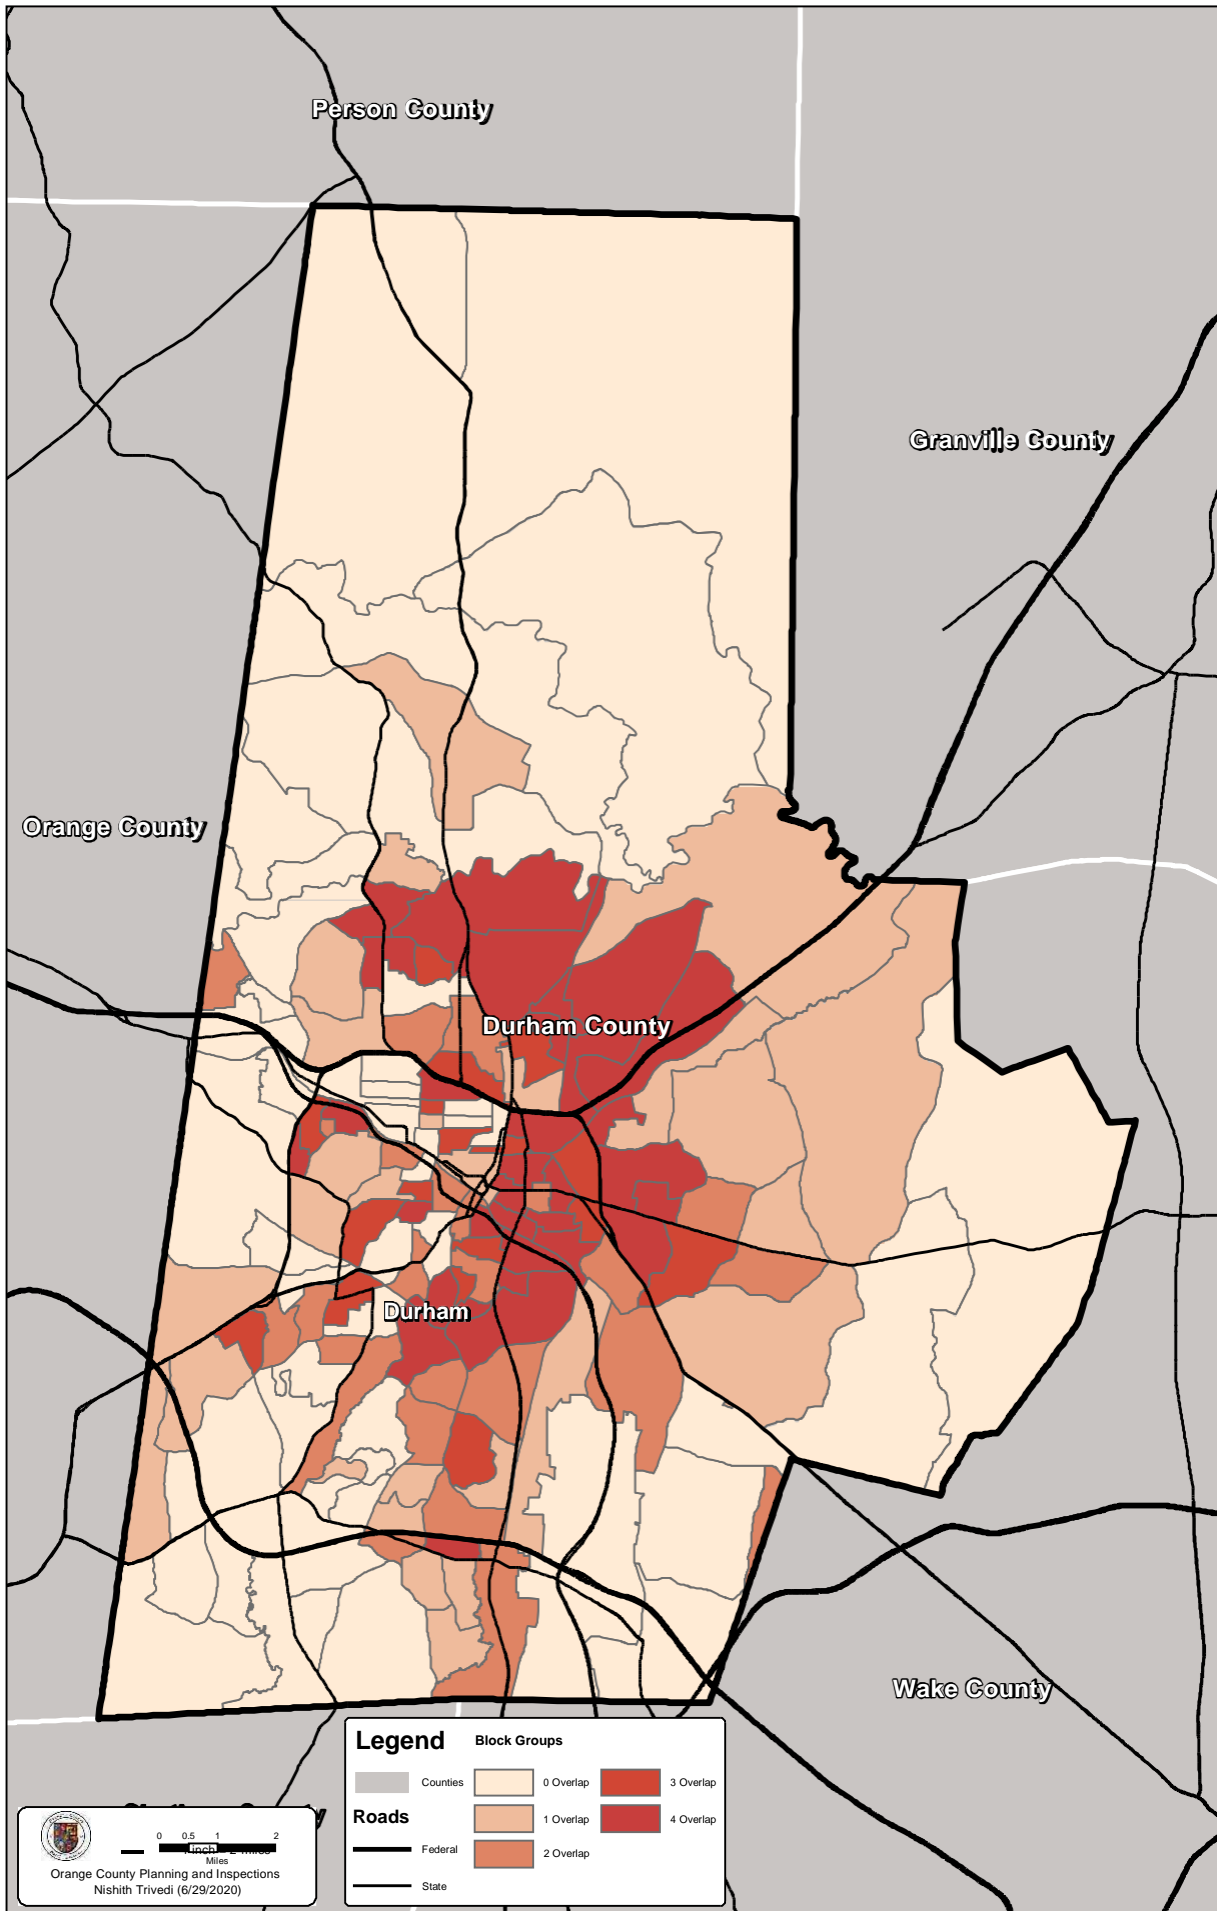 Person County
Granville County
Orange County
Durham County
Durham
Wake County
Legend
Block Groups
Counties
0 Overlap
3 Overlap
Roads
1 Overlap
4 Overlap
Federal
2 Overlap
State
0 0.5 1 2
Miles
Orange County Planning and Inspections
Nishith Trivedi (6/29/2020)